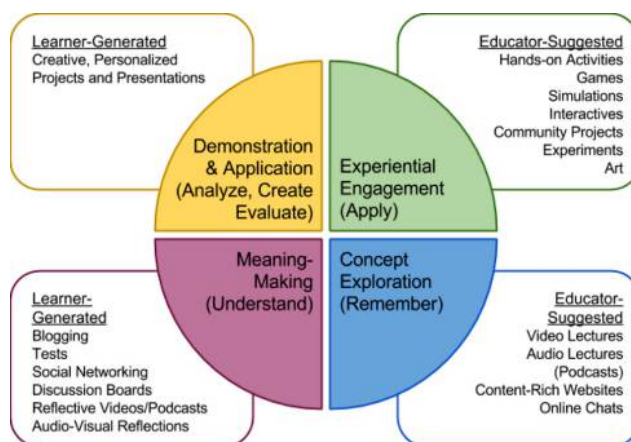 Learner-Generated
Creative, Personalized
Projects and Presentations
Educator-Suggested
Hands-on Activities
Games
Simulations
Interactives
Community Projects
Experiments
Art
Demonstration
& Application
(Analyze, Create
Evaluate)
Experiential
Engagement
(Apply)
Meaning-
Making
(Understand)
Concept
Exploration
(Remember)
Learner-
Generated
Blogging
Tests
Social Networking
Discussion Boards
Reflective Videos/Podcasts
Audio-Visual Reflections
Educator-
Suggested
Video Lectures
Audio Lectures
(Podcasts)
Content-Rich Websites
Online Chats